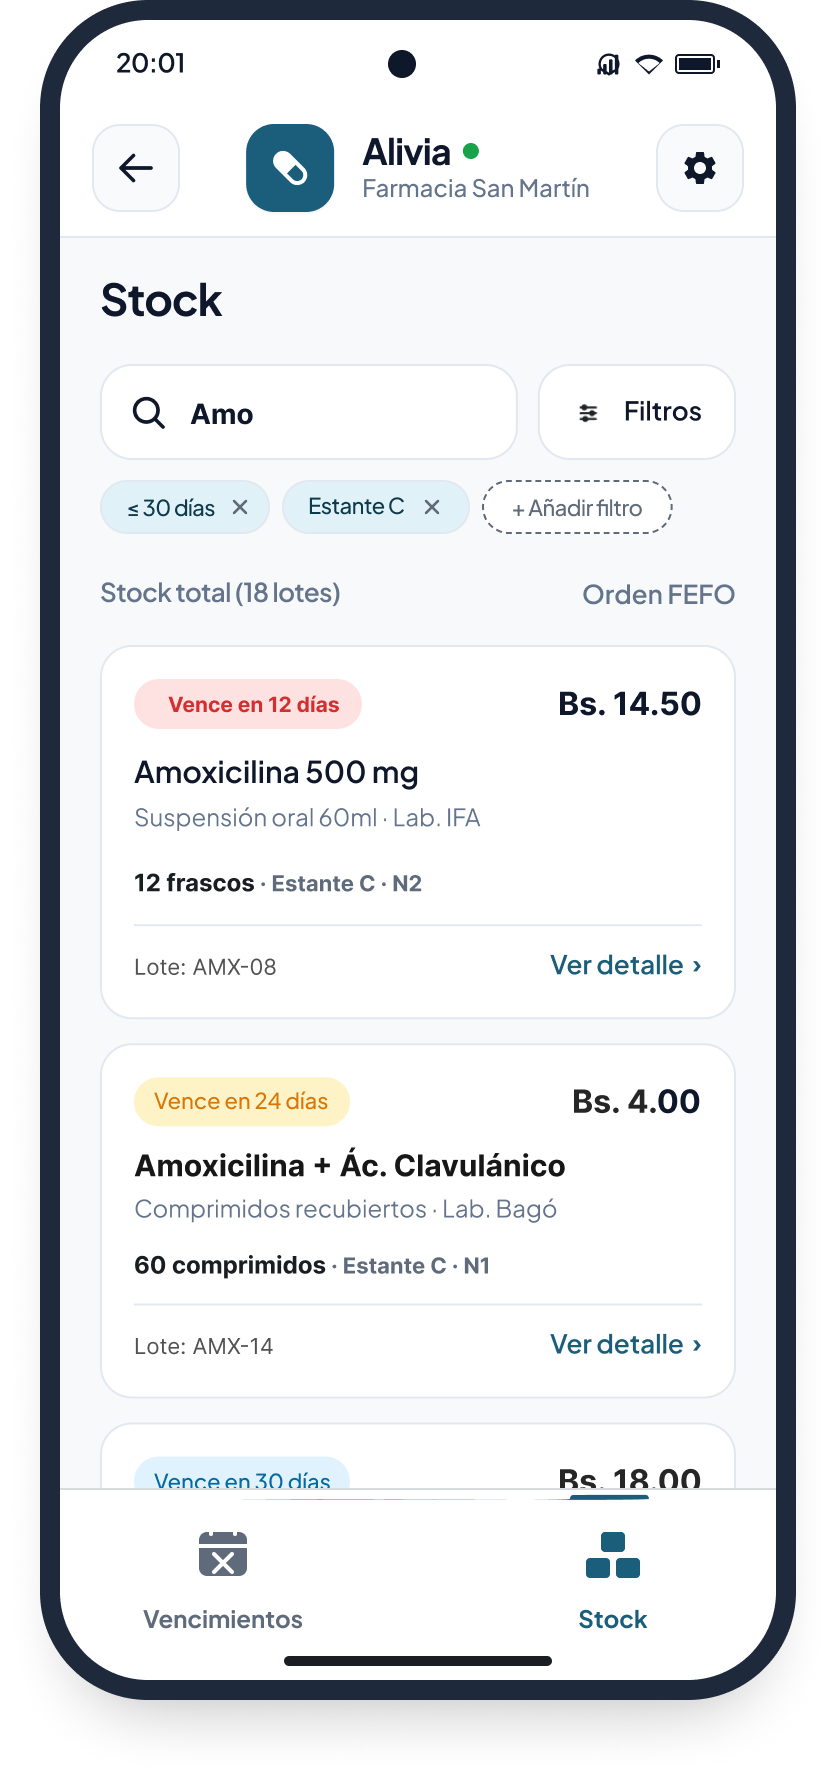 20:01
Alivia
Farmacia San Martín
Stock
Amo
Filtros
≤ 30 días
Estante C
+ Añadir filtro
Stock total (18 lotes)
Orden FEFO
Vence en 12 días
Bs. 14.50
Amoxicilina 500 mg
Suspensión oral 60ml · Lab. IFA
12 frascos · Estante C · N2
Lote: AMX-08
Ver detalle ›
Vence en 24 días
Bs. 4.00
Amoxicilina + Ác. Clavulánico
Comprimidos recubiertos · Lab. Bagó
60 comprimidos · Estante C · N1
Lote: AMX-14
Ver detalle ›
Vence en 30 días
Bs. 18.00
Vencimientos
Stock